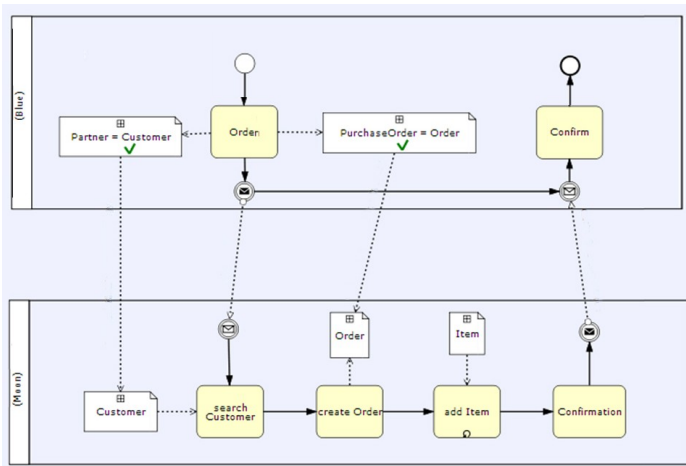 (Blue)
Partner = Customer
Order
PurchaseOrder = Order
Confirm
(Moon)
Order
Item
Customer
search
Customer
create Order
add Item
Confirmation